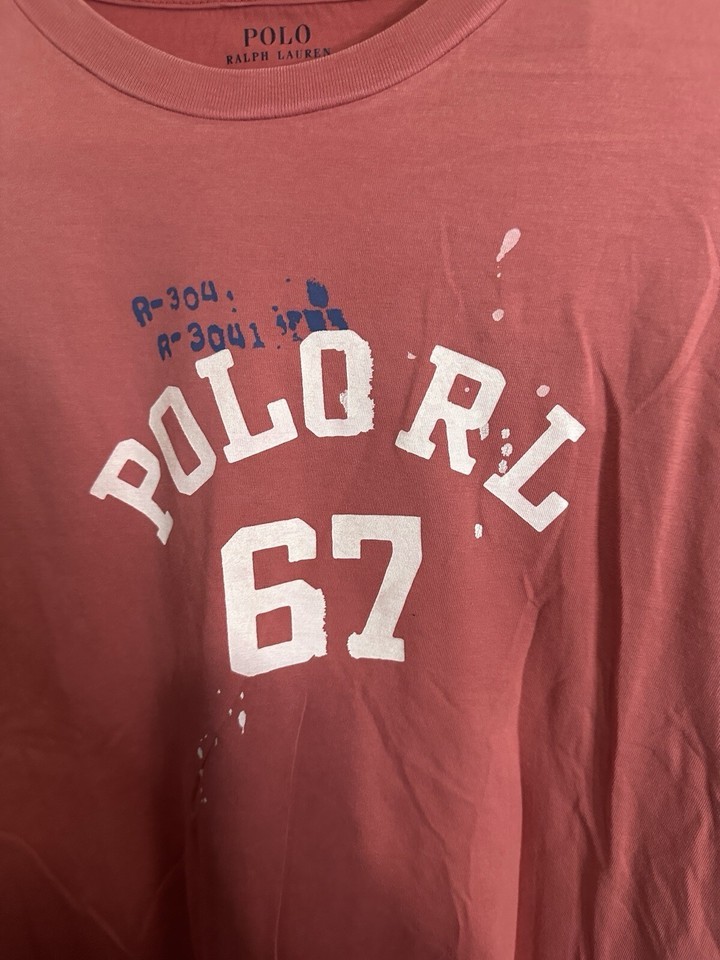 POLO
RALPH LAUREN
R-304
R-3041
POLO RL
67